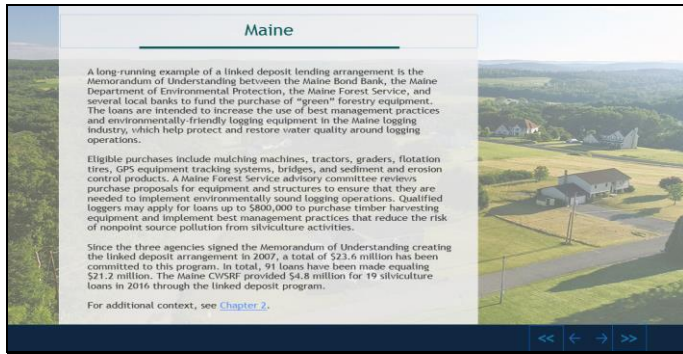 Maine
A long-running example of a linked deposit lending arrangement is the
Memorandum of Understanding between the Maine Bond Bank, the Maine
Department of Environmental Protection, the Maine Forest Service, and
several local banks to fund the purchase of “green” forestry equipment.
The loans are intended to increase the use of best management practices
and environmentally-friendly logging equipment in the Maine logging
industry, which help protect and restore water quality around logging
operations.
Eligible purchases include mulching machines, tractors, graders, flotation
tires, GPS equipment tracking systems, bridges, and sediment and erosion
control products. A Maine Forest Service advisory committee reviews
purchase proposals for equipment and structures to ensure that they are
needed to implement environmentally sound logging operations. Qualified
loggers may apply for loans up to $800,000 to purchase timber harvesting
equipment and implement best management practices that reduce the risk
of nonpoint source pollution from silviculture activities.
Since the three agencies signed the Memorandum of Understanding creating
the linked deposit arrangement in 2007, a total of $23.6 million has been
committed to this program. In total, 91 loans have been made equaling
$21.2 million. The Maine CWSRF provided $4.8 million for 19 silviculture
loans in 2016 through the linked deposit program.
For additional context, see Chapter 2.
<< ← → >>